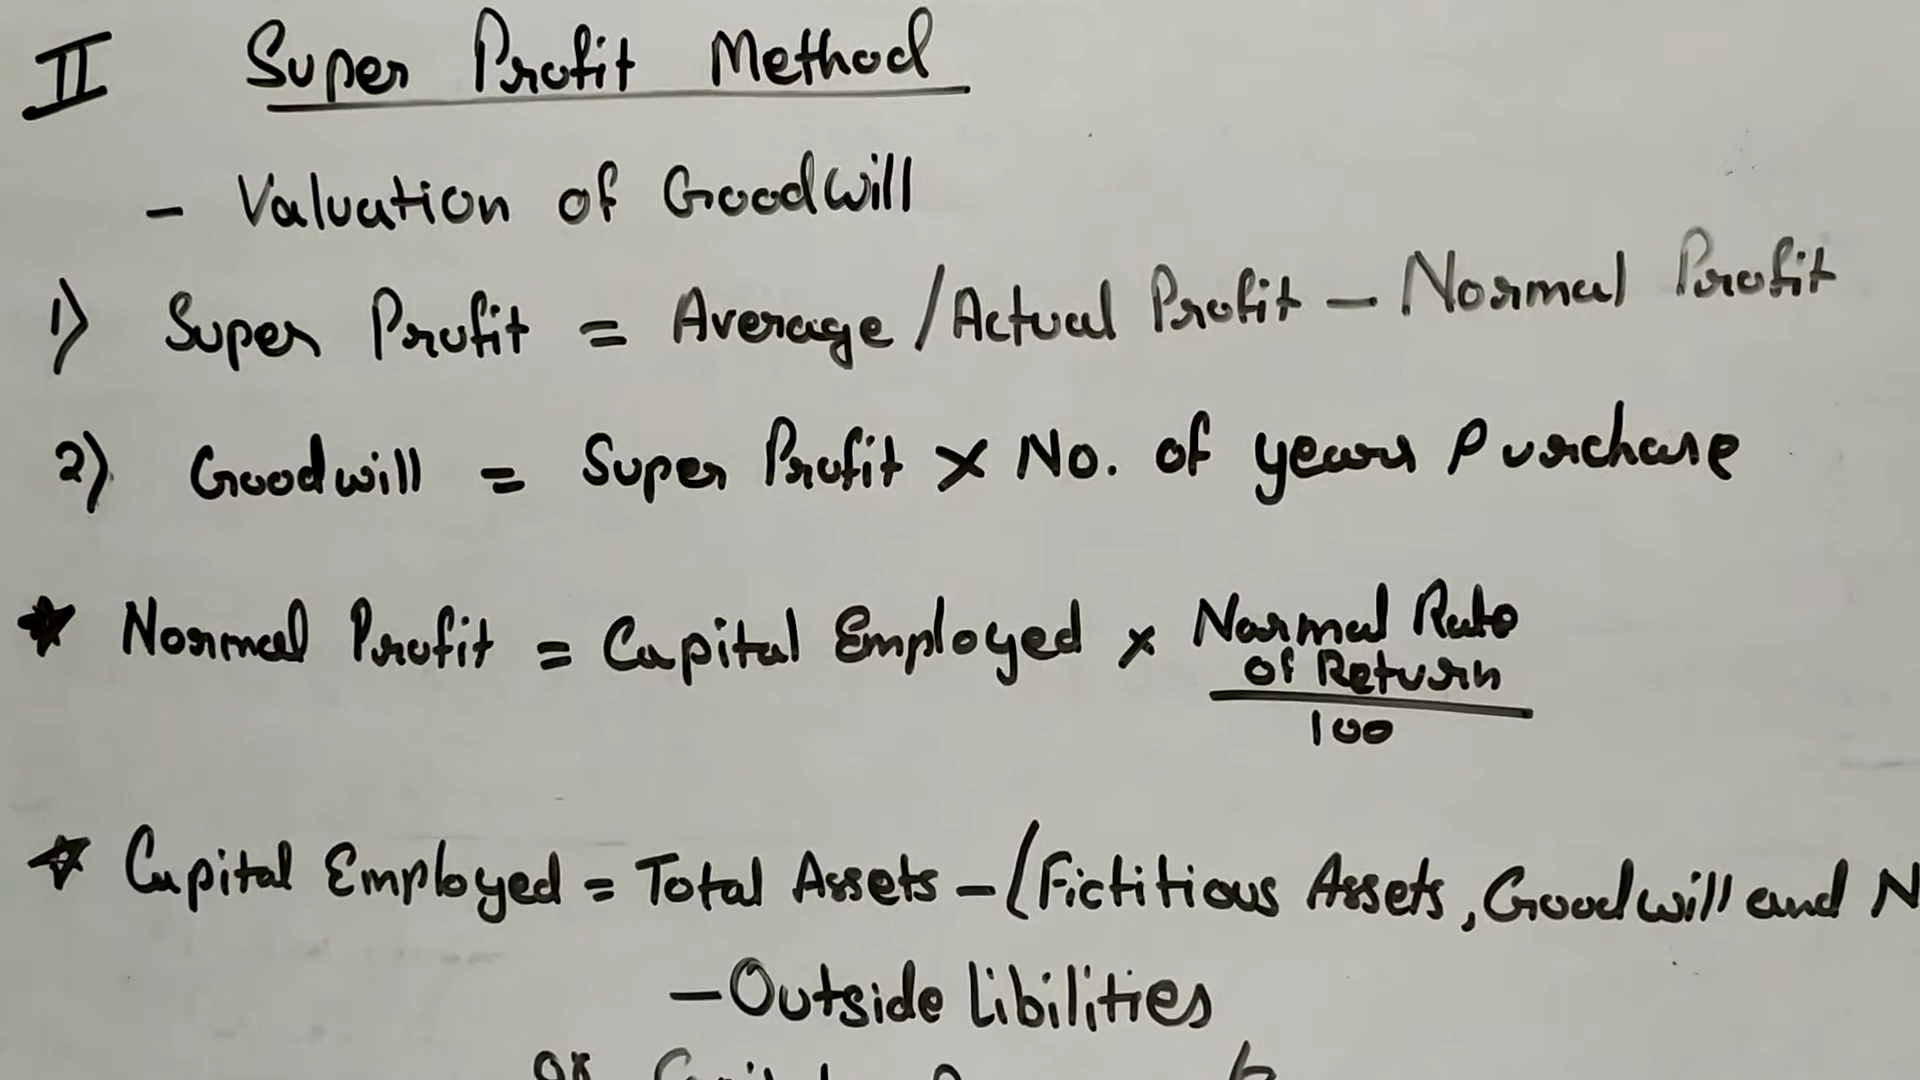 II Super Profit Method
- Valuation of Goodwill
1) Super Profit = Average / Actual Profit - Normal Profit
2) Goodwill = Super Profit × No. of years Purchase
* Normal Profit = Capital Employed × Normal Rate
of Return
100
* Capital Employed = Total Assets - (Fictitious Assets, Goodwill and N
- Outside Libilities